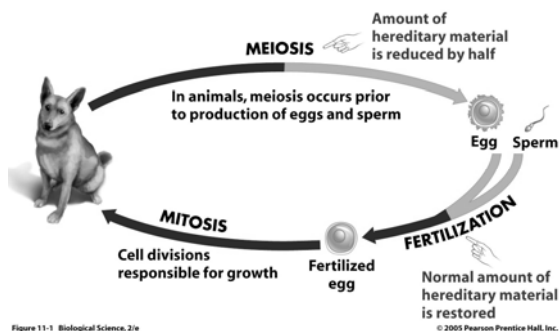 Amount of
hereditary material
is reduced by half
MEIOSIS
In animals, meiosis occurs prior
to production of eggs and sperm
Egg Sperm
FERTILIZATION
MITOSIS
Cell divisions
responsible for growth
Fertilized
egg
Normal amount of
hereditary material
is restored
Figure 11-1 Biological Science, 2/e
© 2005 Pearson Prentice Hall, Inc.